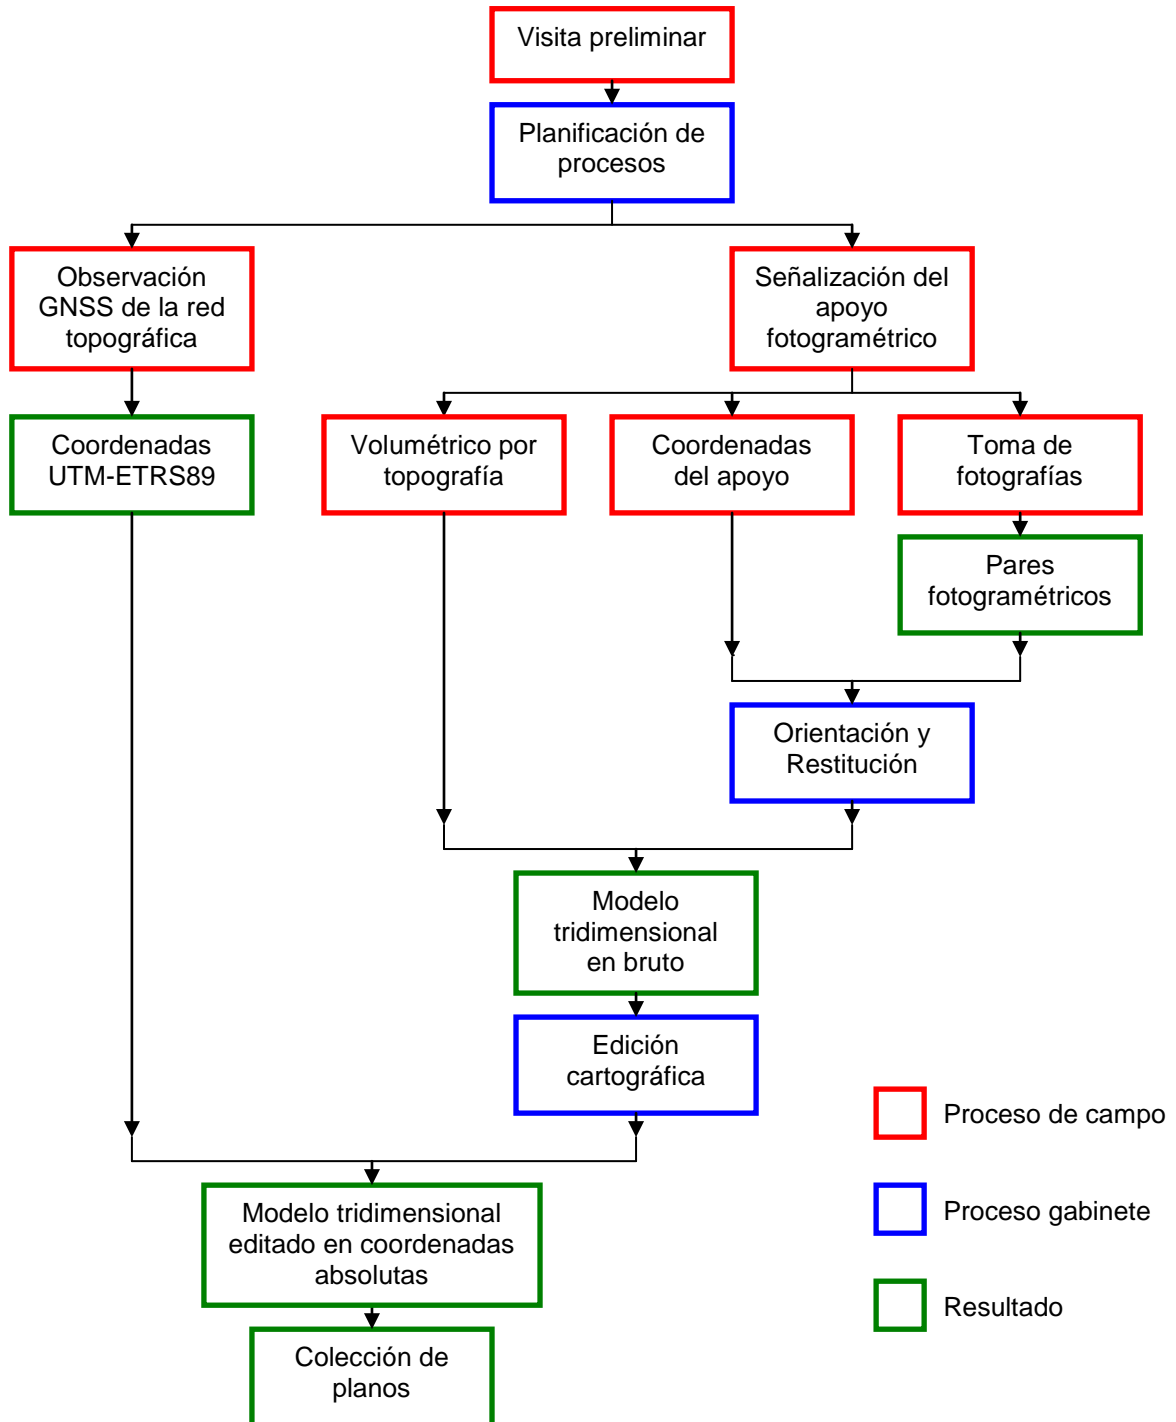 Visita preliminar
Planificación de
procesos
Observación
GNSS de la red
topográfica
Señalización del
apoyo
fotogramétrico
Coordenadas
UTM-ETRS89
Volumétrico por
topografía
Coordenadas
del apoyo
Toma de
fotografías
Pares
fotogramétricos
Orientación y
Restitución
Modelo
tridimensional
en bruto
Edición
cartográfica
Proceso de campo
Proceso gabinete
Resultado
Modelo tridimensional
editado en coordenadas
absolutas
Colección de
planos